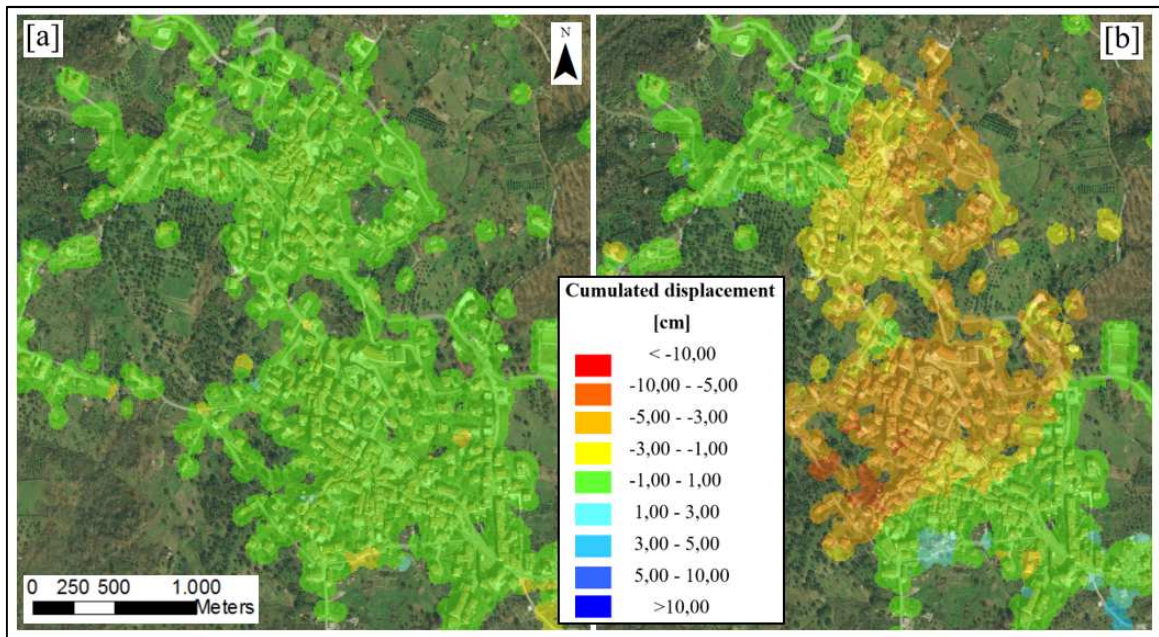 [a]
N
[b]
Cumulated displacement
[cm]
< -10,00
-10,00 - -5,00
-5,00 - -3,00
-3,00 - -1,00
-1,00 - 1,00
1,00 - 3,00
3,00 - 5,00
5,00 - 10,00
>10,00
0 250 500 1.000
Meters